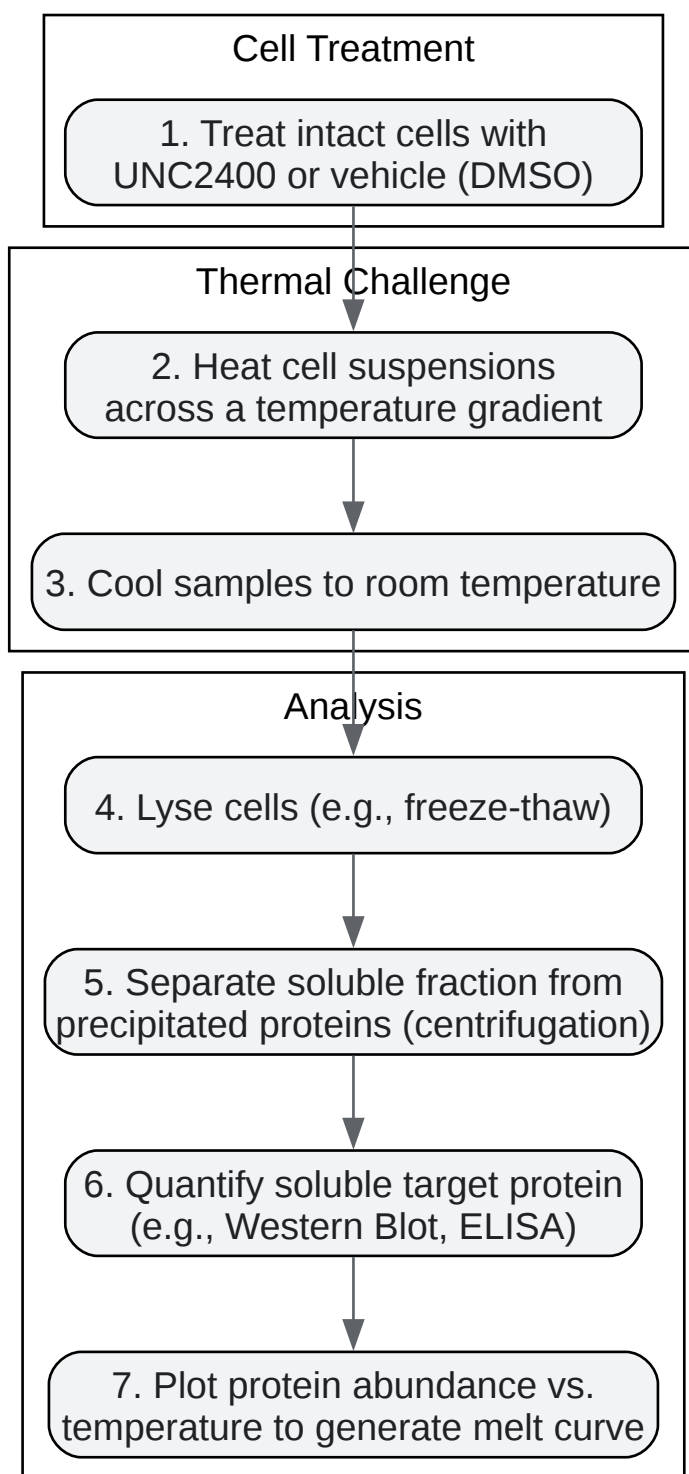 Cell Treatment
1. Treat intact cells with
UNC2400 or vehicle (DMSO)
Thermal Challenge
2. Heat cell suspensions
across a temperature gradient
3. Cool samples to room temperature
Analysis
4. Lyse cells (e.g., freeze-thaw)
5. Separate soluble fraction from
precipitated proteins (centrifugation)
6. Quantify soluble target protein
(e.g., Western Blot, ELISA)
7. Plot protein abundance vs.
temperature to generate melt curve